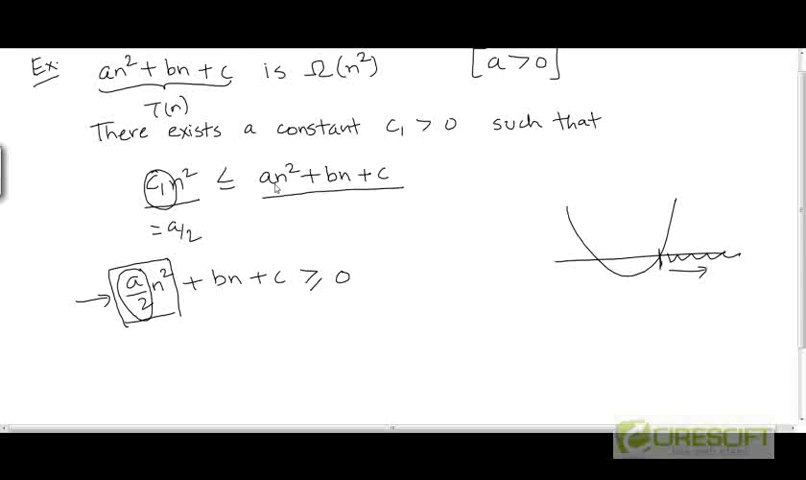 Ex: an² + bn + c is Ω(n²) [a>0]
T(n)
There exists a constant c₁ > 0 such that
c₁n² ≤ an² + bn + c
= a/2
→ a/2 n² + bn + c ≥ 0
CIRESCIFT